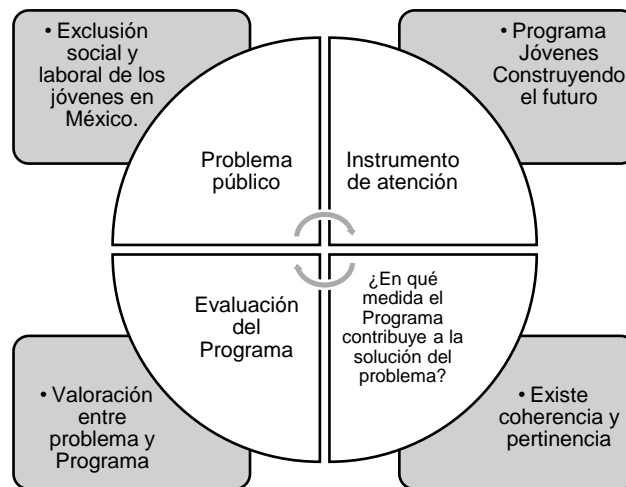 • Exclusión
social y
laboral de los
jóvenes en
México.
• Programa
Jóvenes
Construyendo
el futuro
Problema
público
Instrumento
de atención
Evaluación
del
Programa
¿En qué
medida el
Programa
contribuye a la
solución del
problema?
• Valoración
entre
problema y
Programa
• Existe
coherencia y
pertinencia